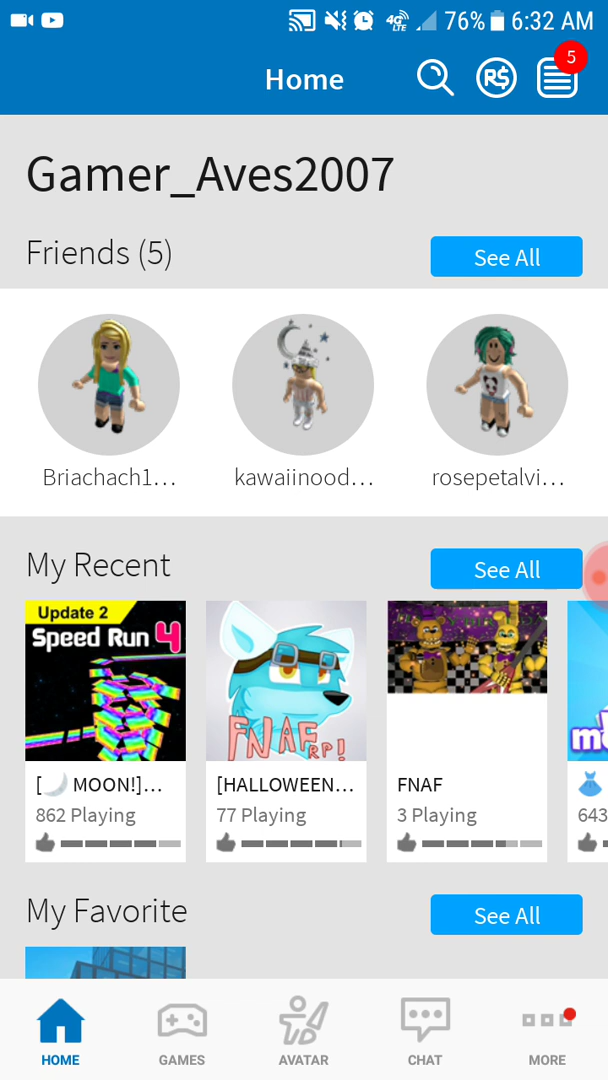 4G LTE 76% 6:32 AM
Home
R$
5
Gamer_Aves2007
Friends (5)
See All
Briachach1...
kawaiinood...
rosepetalvi...
My Recent
See All
Update 2
Speed Run 4
FNAF RP!
[🌙 MOON!]...
862 Playing
[HALLOWEEN...
77 Playing
FNAF
3 Playing
643
My Favorite
See All
HOME
GAMES
AVATAR
CHAT
MORE